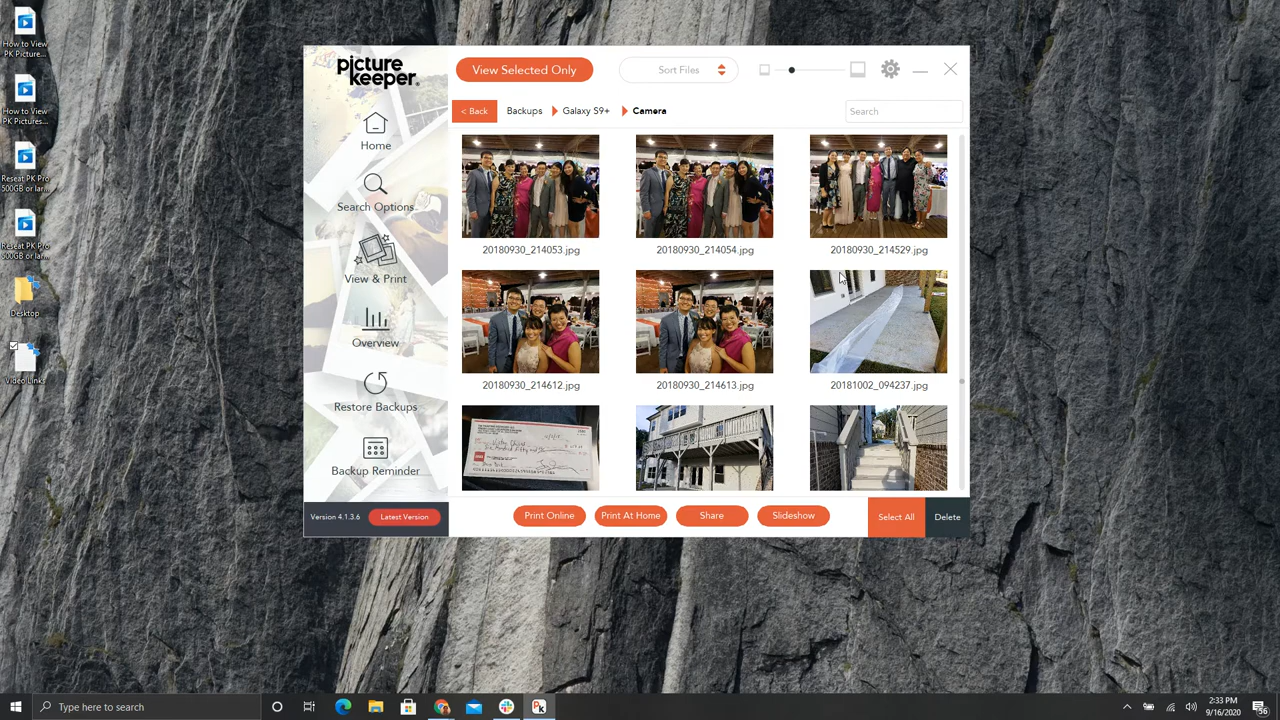 How to View
PK Picture...
How to View
PK Pictures...
Reseat PK Pro
500GB or lar...
Reseat PK Pro
500GB or lar...
Desktop
Video Links
picture
keeper
View Selected Only
Sort Files
< Back
Backups
Galaxy S9+
Camera
Search
Home
Search Options
View & Print
Overview
Restore Backups
Backup Reminder
20180930_214053.jpg
20180930_214054.jpg
20180930_214529.jpg
20180930_214612.jpg
20180930_214613.jpg
20181002_094237.jpg
Version 4.1.3.6
Latest Version
Print Online
Print At Home
Share
Slideshow
Select All
Delete
Type here to search
2:33 PM
9/16/2020
56